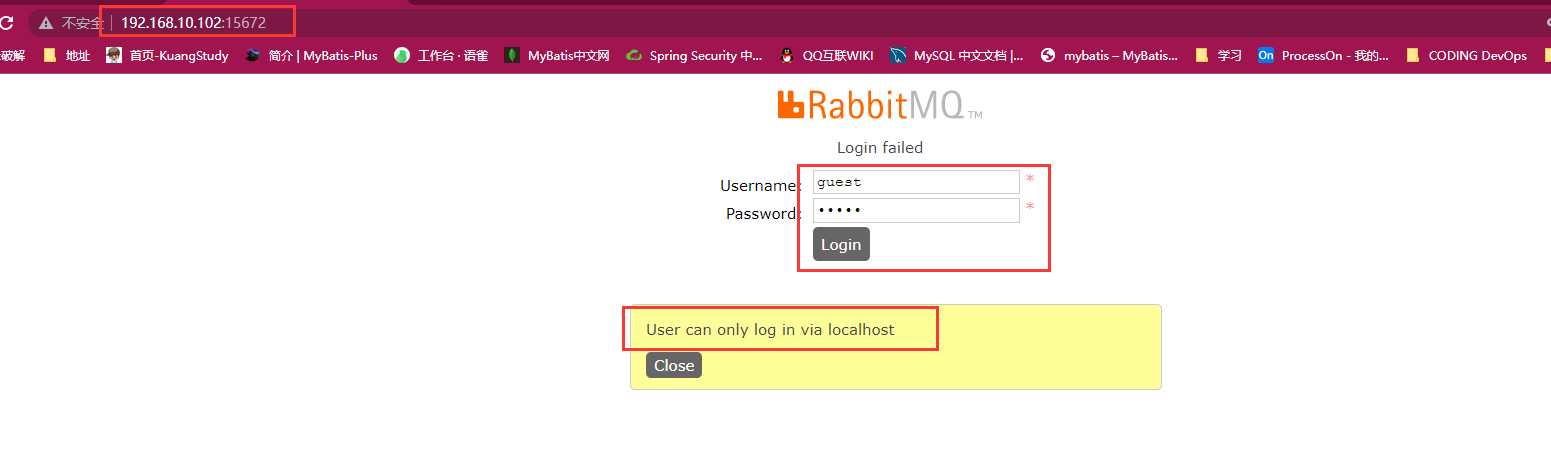 不安全 192.168.10.102:15672
破解 地址 首页-KuangStudy 简介 | MyBatis-Plus 工作台 · 语雀 MyBatis中文网 Spring Security 中... QQ互联WIKI MySQL 中文文档 |... mybatis – MyBatis... 学习 On ProcessOn - 我的... CODING DevOps
RabbitMQ™
Login failed
Username: guest *
Password: ••••• *
Login
User can only log in via localhost
Close